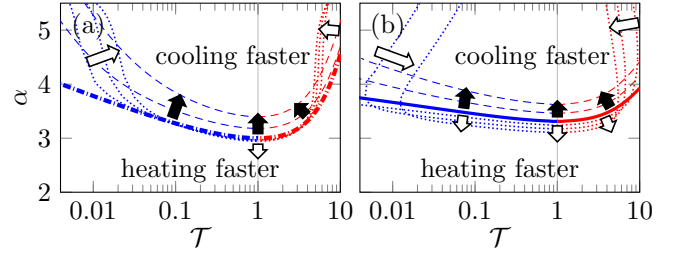 (a)
(b)
cooling faster
cooling faster
heating faster
heating faster
α
5
4
3
2
0.01
0.1
1
10
0.01
0.1
1
10
𝒯
𝒯